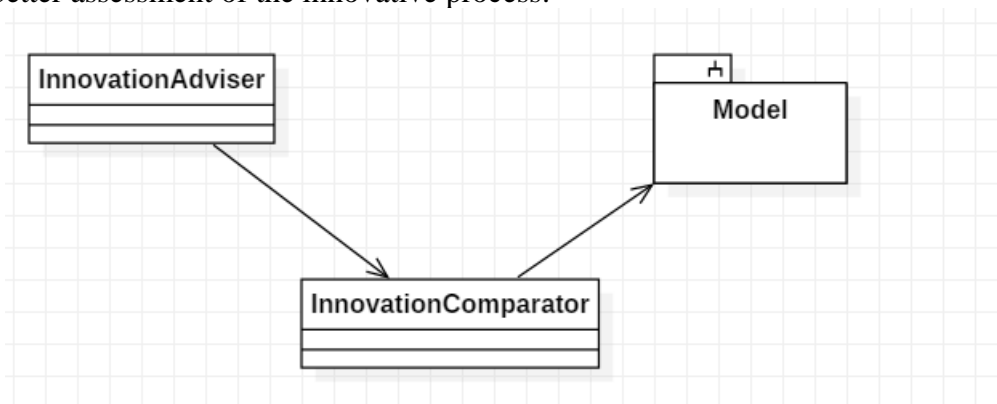 better assessment of the innovative process.
InnovationAdviser
Model
InnovationComparator